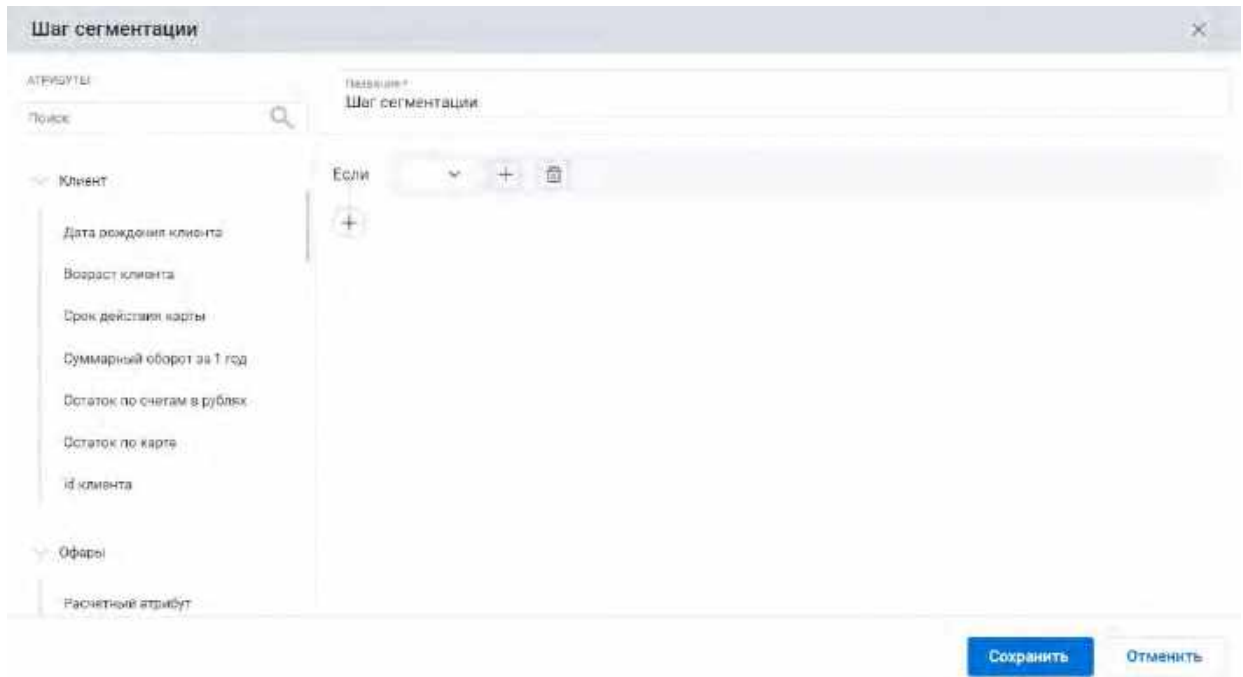 Шаг сегментации
АТРИБУТЫ
Название *
Шаг сегментации
Поиск
Если
Клиент
Дата рождения клиента
Возраст клиента
Срок действия карты
Суммарный оборот за 1 год
Остаток по счетам в рублях
Остаток по карте
id клиента
Офары
Расчетный атрибут
Сохранить
Отменить